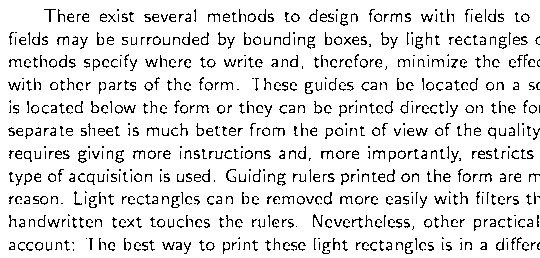 There exist several methods to design forms with fields to
fields may be surrounded by bounding boxes, by light rectangles o
methods specify where to write and, therefore, minimize the effec
with other parts of the form. These guides can be located on a se
is located below the form or they can be printed directly on the for
separate sheet is much better from the point of view of the quality
requires giving more instructions and, more importantly, restricts
type of acquisition is used. Guiding rulers printed on the form are m
reason. Light rectangles can be removed more easily with filters th
handwritten text touches the rulers. Nevertheless, other practical
account: The best way to print these light rectangles is in a differe